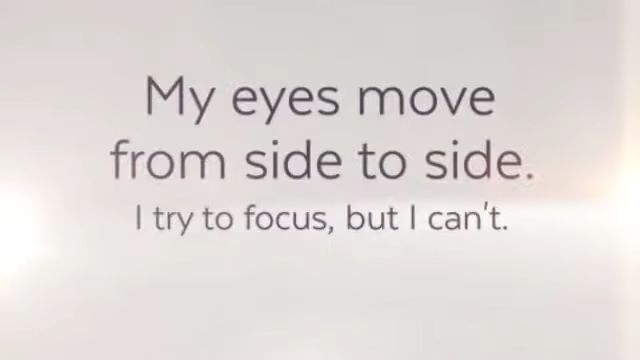 My eyes move
from side to side.
I try to focus, but I can't.